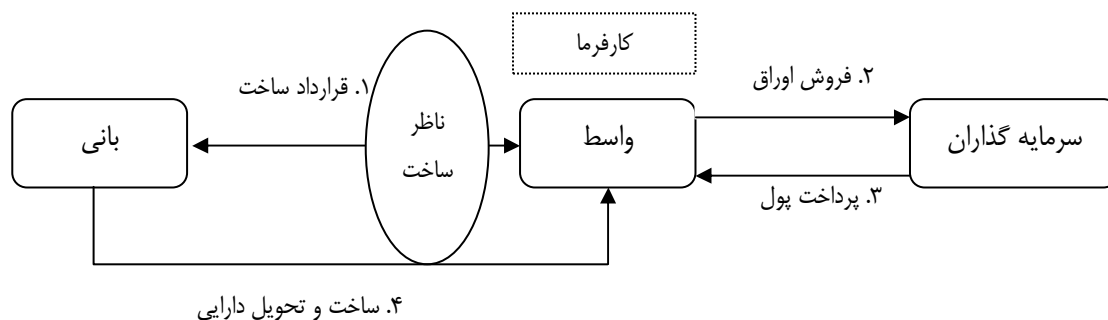 کارفرما
۲. فروش اوراق
۱. قرارداد ساخت
سرمایه گذاران
واسط
ناظر
ساخت
بانی
۳. پرداخت پول
۴. ساخت و تحویل دارایی